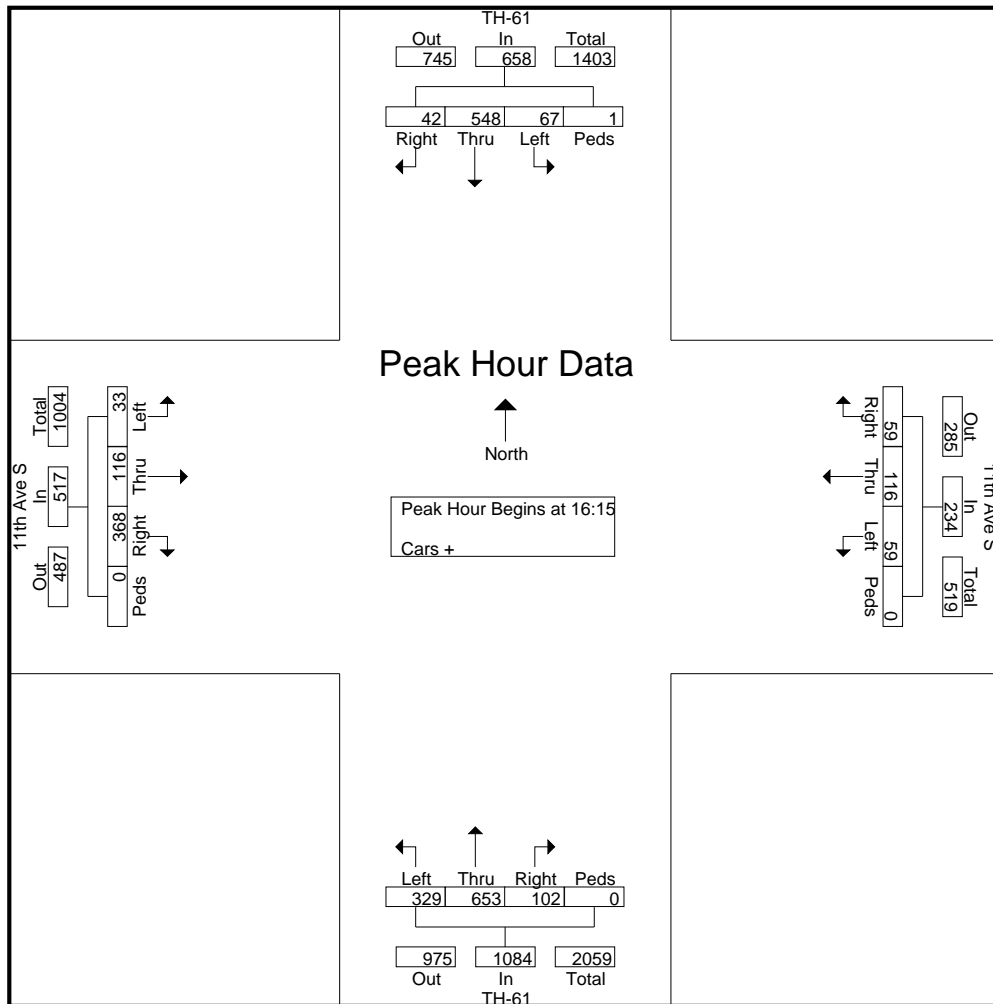 TH-61
Out In Total
745 658 1403
42 548 67 1
Right Thru Left Peds
Peak Hour Data
North
Peak Hour Begins at 16:15
Cars +
11th Ave S
Out In Total
487 517 1004
0 368 116 33
Peds Right Thru Left
11th Ave S
Out In Total
285 234 519
59 116 59 0
Right Thru Left Peds
Left Thru Right Peds
329 653 102 0
975 1084 2059
Out In Total
TH-61